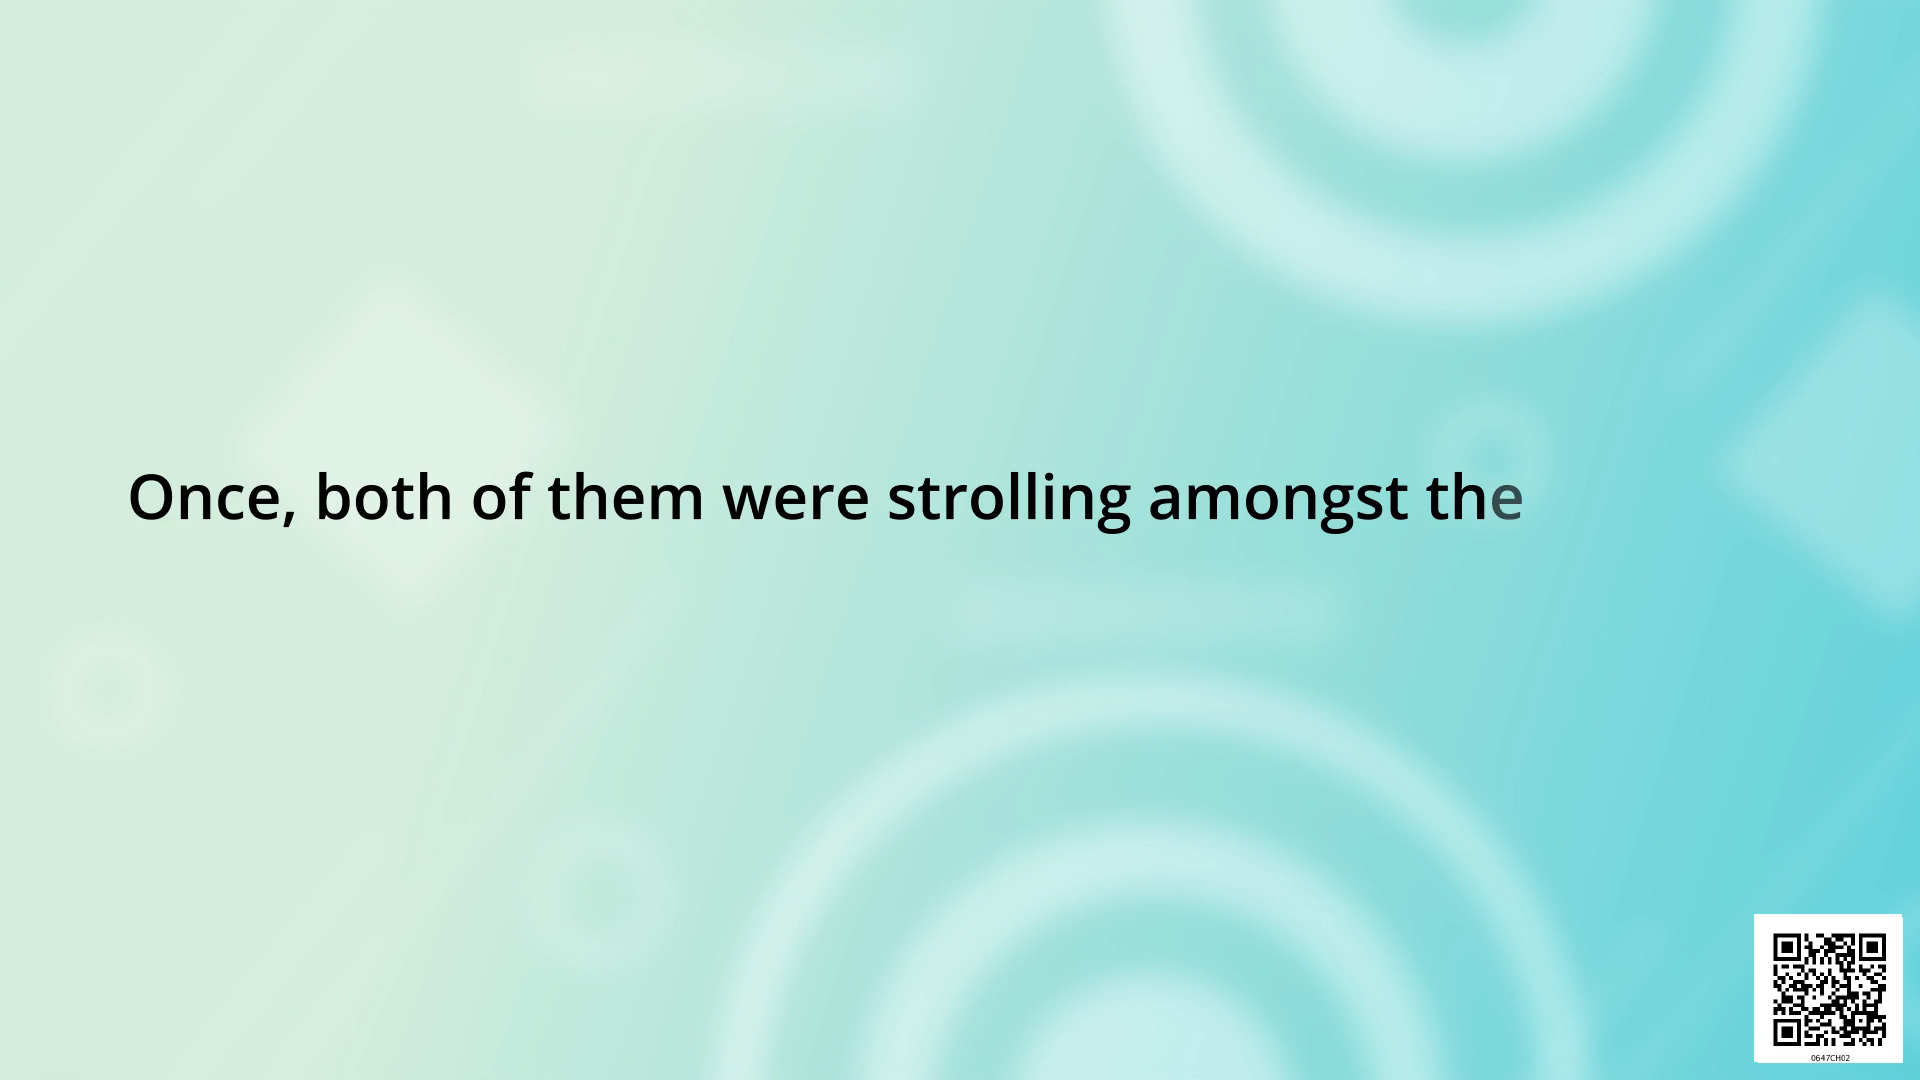 Once, both of them were strolling amongst the
0647CH02